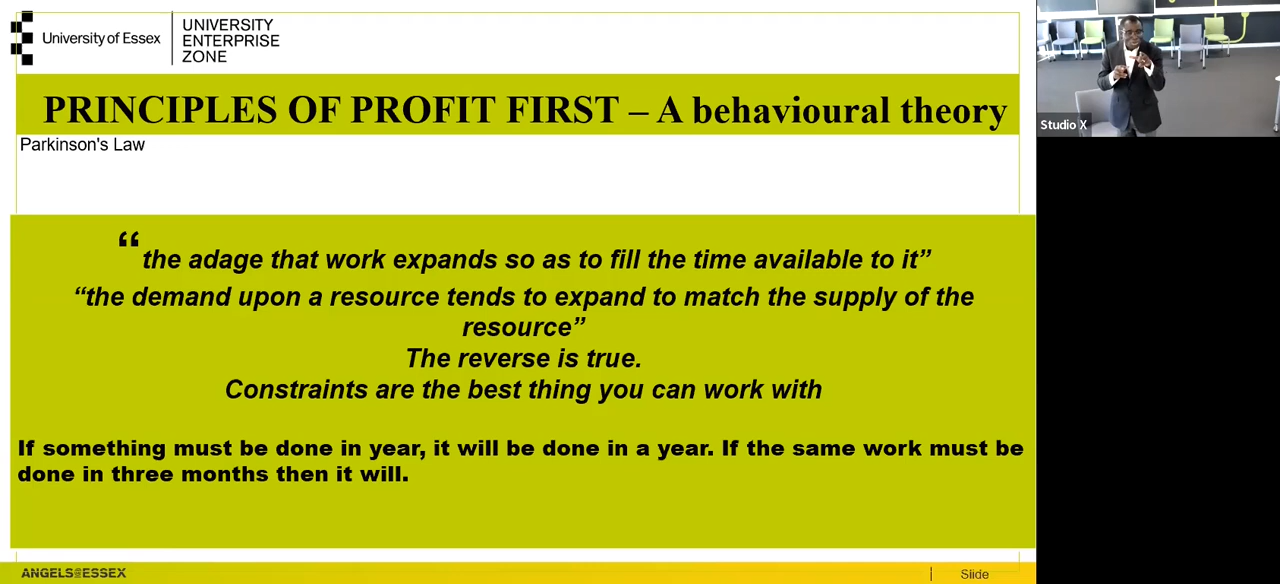 University of Essex
UNIVERSITY
ENTERPRISE
ZONE
PRINCIPLES OF PROFIT FIRST – A behavioural theory
Parkinson's Law
“the adage that work expands so as to fill the time available to it”
“the demand upon a resource tends to expand to match the supply of the
resource”
The reverse is true.
Constraints are the best thing you can work with
If something must be done in year, it will be done in a year. If the same work must be
done in three months then it will.
ANGELS@ESSEX
Slide
Studio X